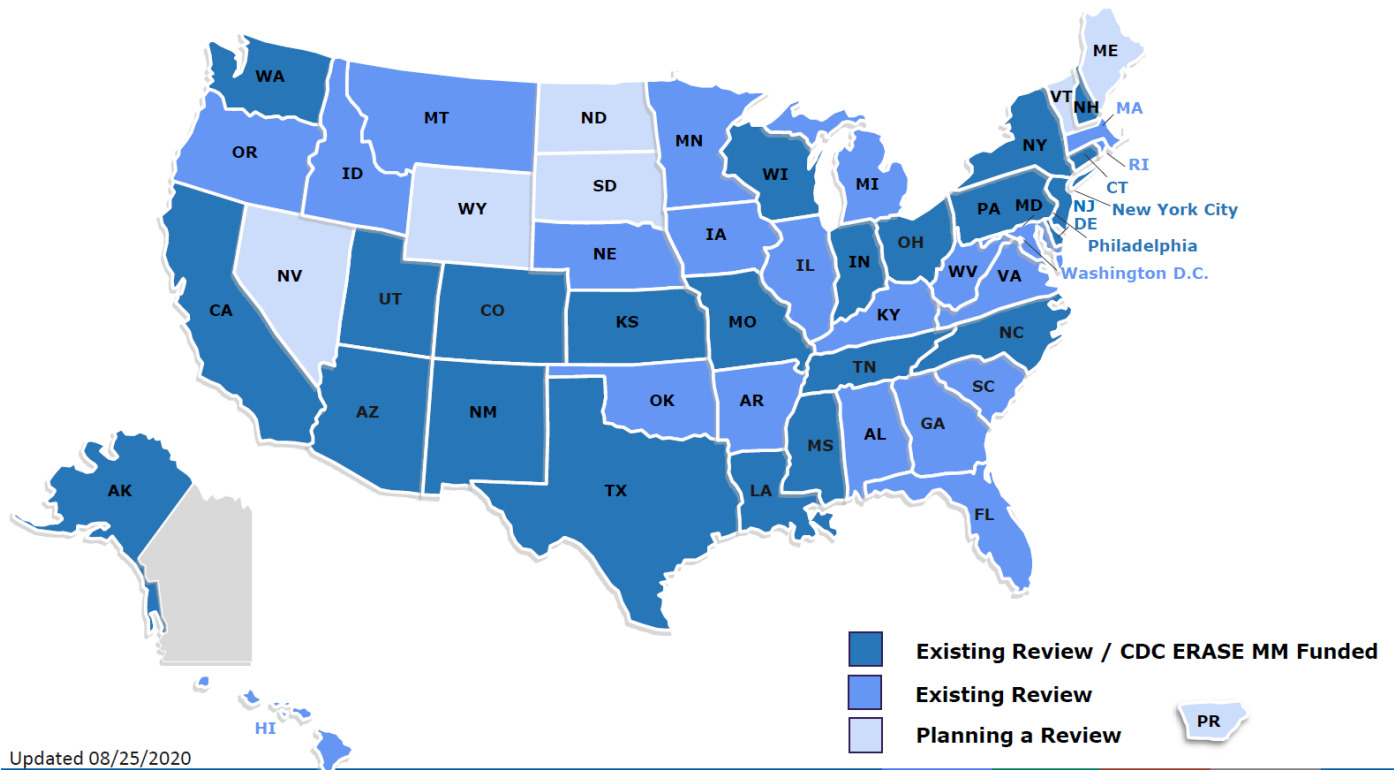 ME
WA
VT
NH
MA
MT
ND
MN
OR
NY
WI
RI
ID
MI
SD
CT
WY
PA
MD
NJ
New York City
DE
IA
OH
Philadelphia
NE
IL
IN
WV
VA
Washington D.C.
NV
UT
CO
CA
KS
MO
KY
NC
TN
SC
AZ
NM
OK
AR
GA
AL
MS
AK
TX
LA
FL
Existing Review / CDC ERASE MM Funded
Existing Review
PR
Planning a Review
HI
Updated 08/25/2020